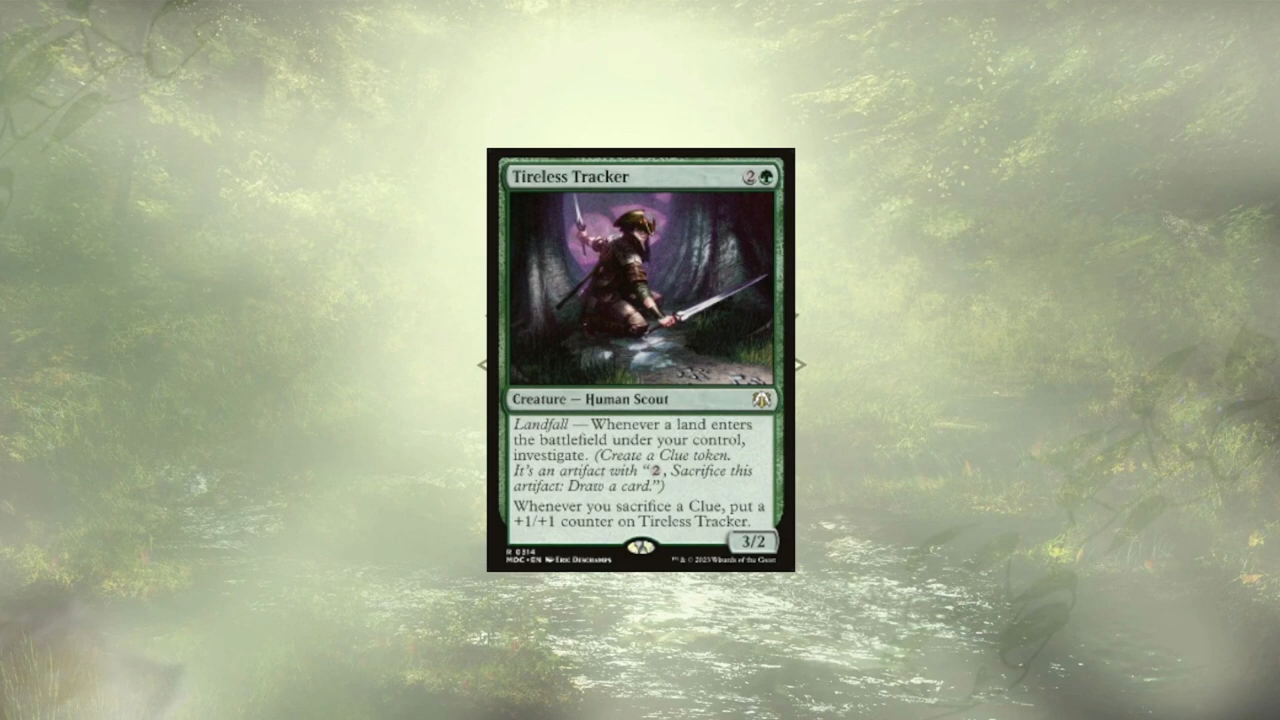 Tireless Tracker 2
Creature — Human Scout
Landfall — Whenever a land enters
the battlefield under your control,
investigate. (Create a Clue token.
It's an artifact with “2, Sacrifice this
artifact: Draw a card.”)
Whenever you sacrifice a Clue, put a
+1/+1 counter on Tireless Tracker.
3/2
R 0314
MOC • EN Eric Deschamps
™ & © 2023 Wizards of the Coast